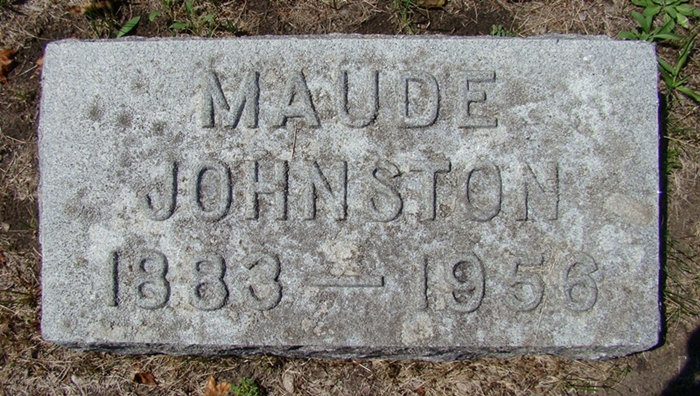 MAUDE
JOHNSTON
1883 — 1956